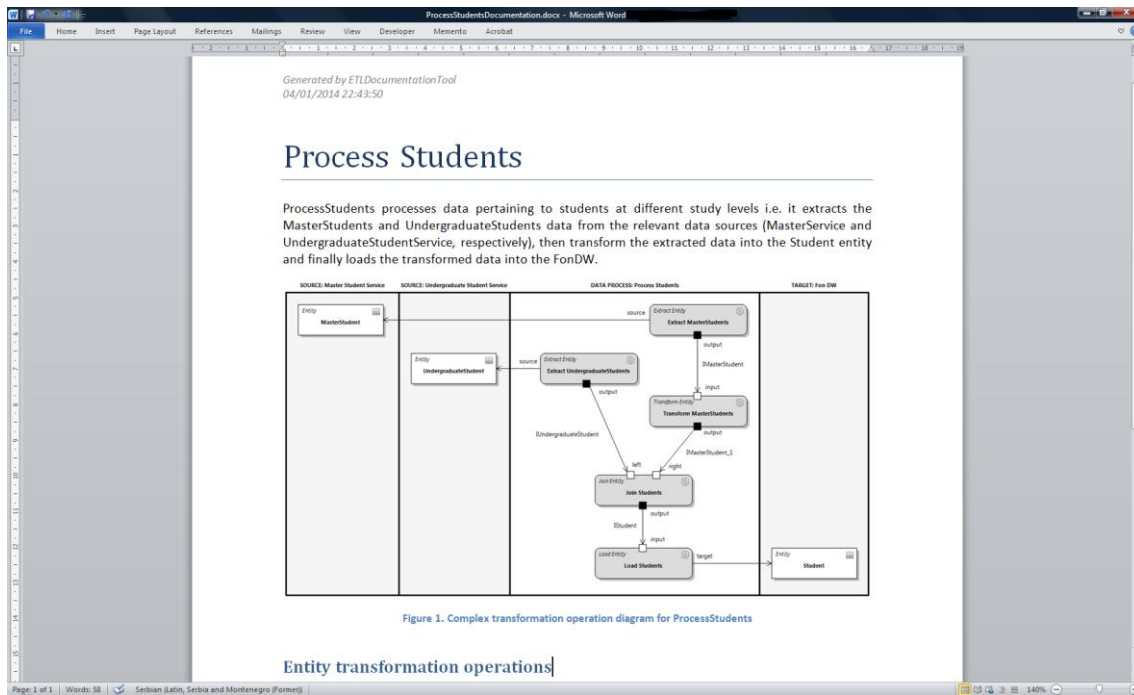 ProcessStudentsDocumentation.docx - Microsoft Word
File Home Insert Page Layout References Mailings Review View Developer Memento Acrobat
Generated by ETLDocumentationTool
04/01/2014 22:43:50
Process Students
ProcessStudents processes data pertaining to students at different study levels i.e. it extracts the
MasterStudents and UndergraduateStudents data from the relevant data sources (MasterService and
UndergraduateStudentService, respectively), then transform the extracted data into the Student entity
and finally loads the transformed data into the FonDW.
SOURCE: Master Student Service SOURCE: Undergraduate Student Service DATA PROCESS: Process Students TARGET: Fon DW
Entity
MasterStudent
source
Extract Entity
Extract MasterStudents
output
IMasterStudent
input
Entity
UndergraduateStudent
source
Extract Entity
Extract UndergraduateStudents
output
IUndergraduateStudent
Transform Entity
Transform MasterStudents
output
IMasterStudent_1
left right
Join Entity
Join Students
output
IStudent
input
Load Entity
Load Students
target
Entity
Student
Figure 1. Complex transformation operation diagram for ProcessStudents
Entity transformation operations
Page: 1 of 1 Words: 58 Serbian (Latin, Serbia and Montenegro (Former)) 140%